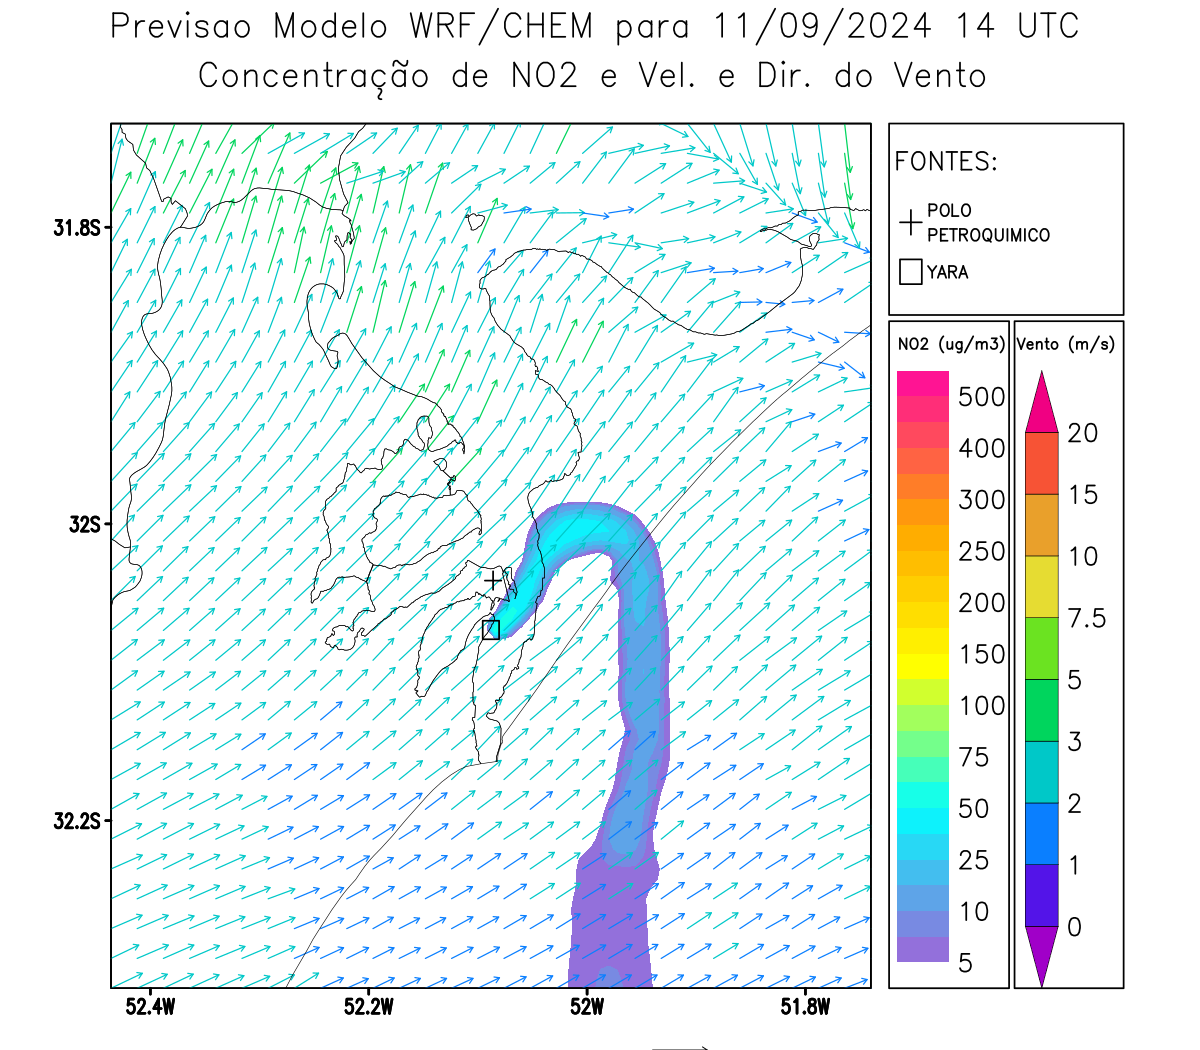 Previsao Modelo WRF/CHEM para 11/09/2024 14 UTC
Concentração de NO2 e Vel. e Dir. do Vento
FONTES:
POLO
PETROQUIMICO
YARA
NO2 (ug/m3)
500
400
300
250
200
150
100
75
50
25
10
5
Vento (m/s)
20
15
10
7.5
5
3
2
1
0
31.8S
32S
32.2S
52.4W
52.2W
52W
51.8W